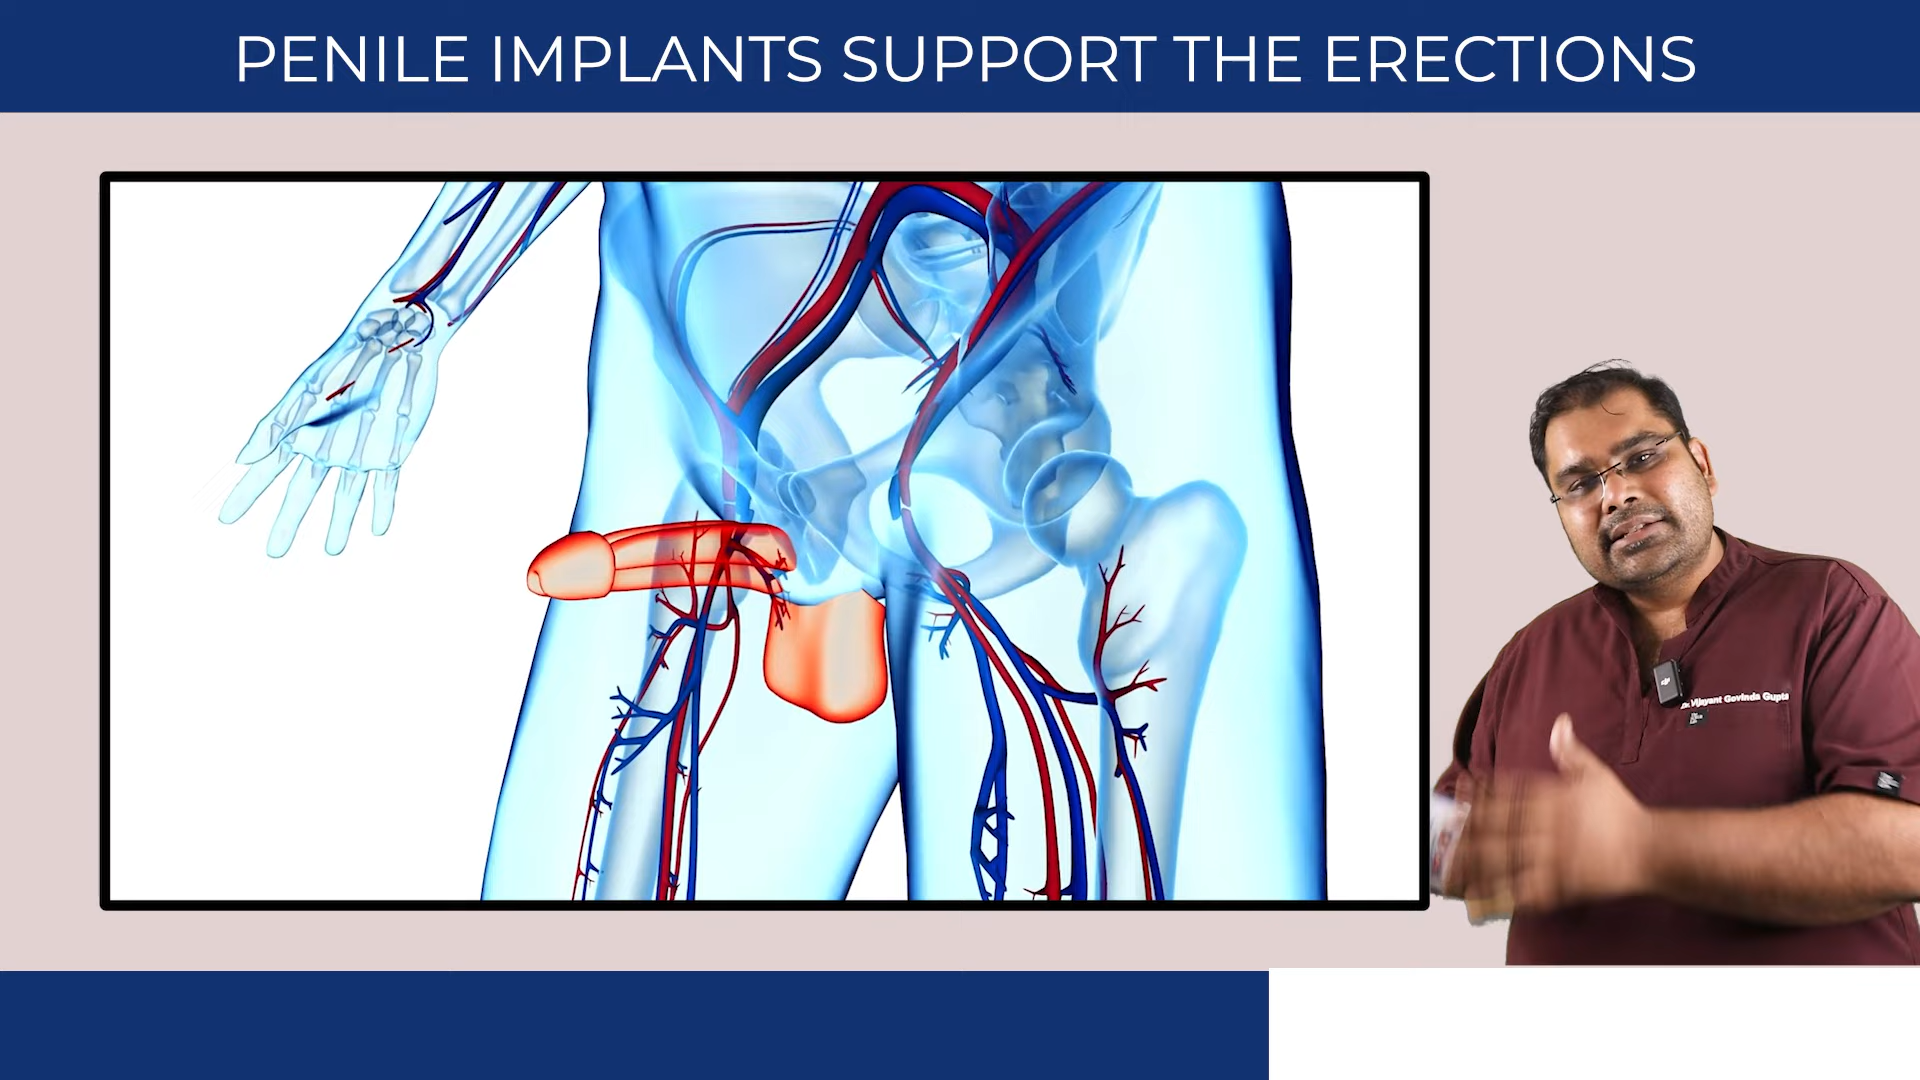 PENILE IMPLANTS SUPPORT THE ERECTIONS
Dr. Vijayant Govinda Gupta